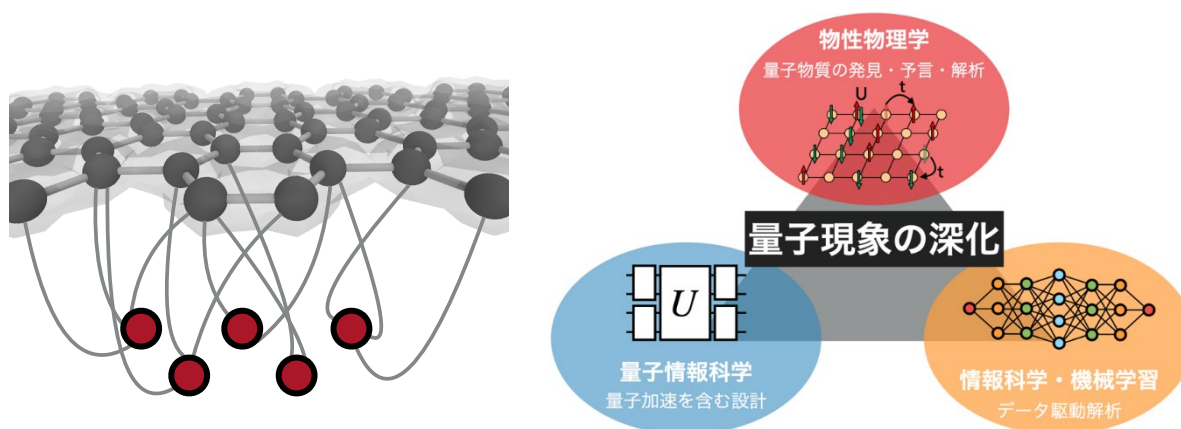 物性物理学
量子物質の発見・予言・解析
U
t
t
量子現象の深化
U
量子情報科学
量子加速を含む設計
情報科学・機械学習
データ駆動解析